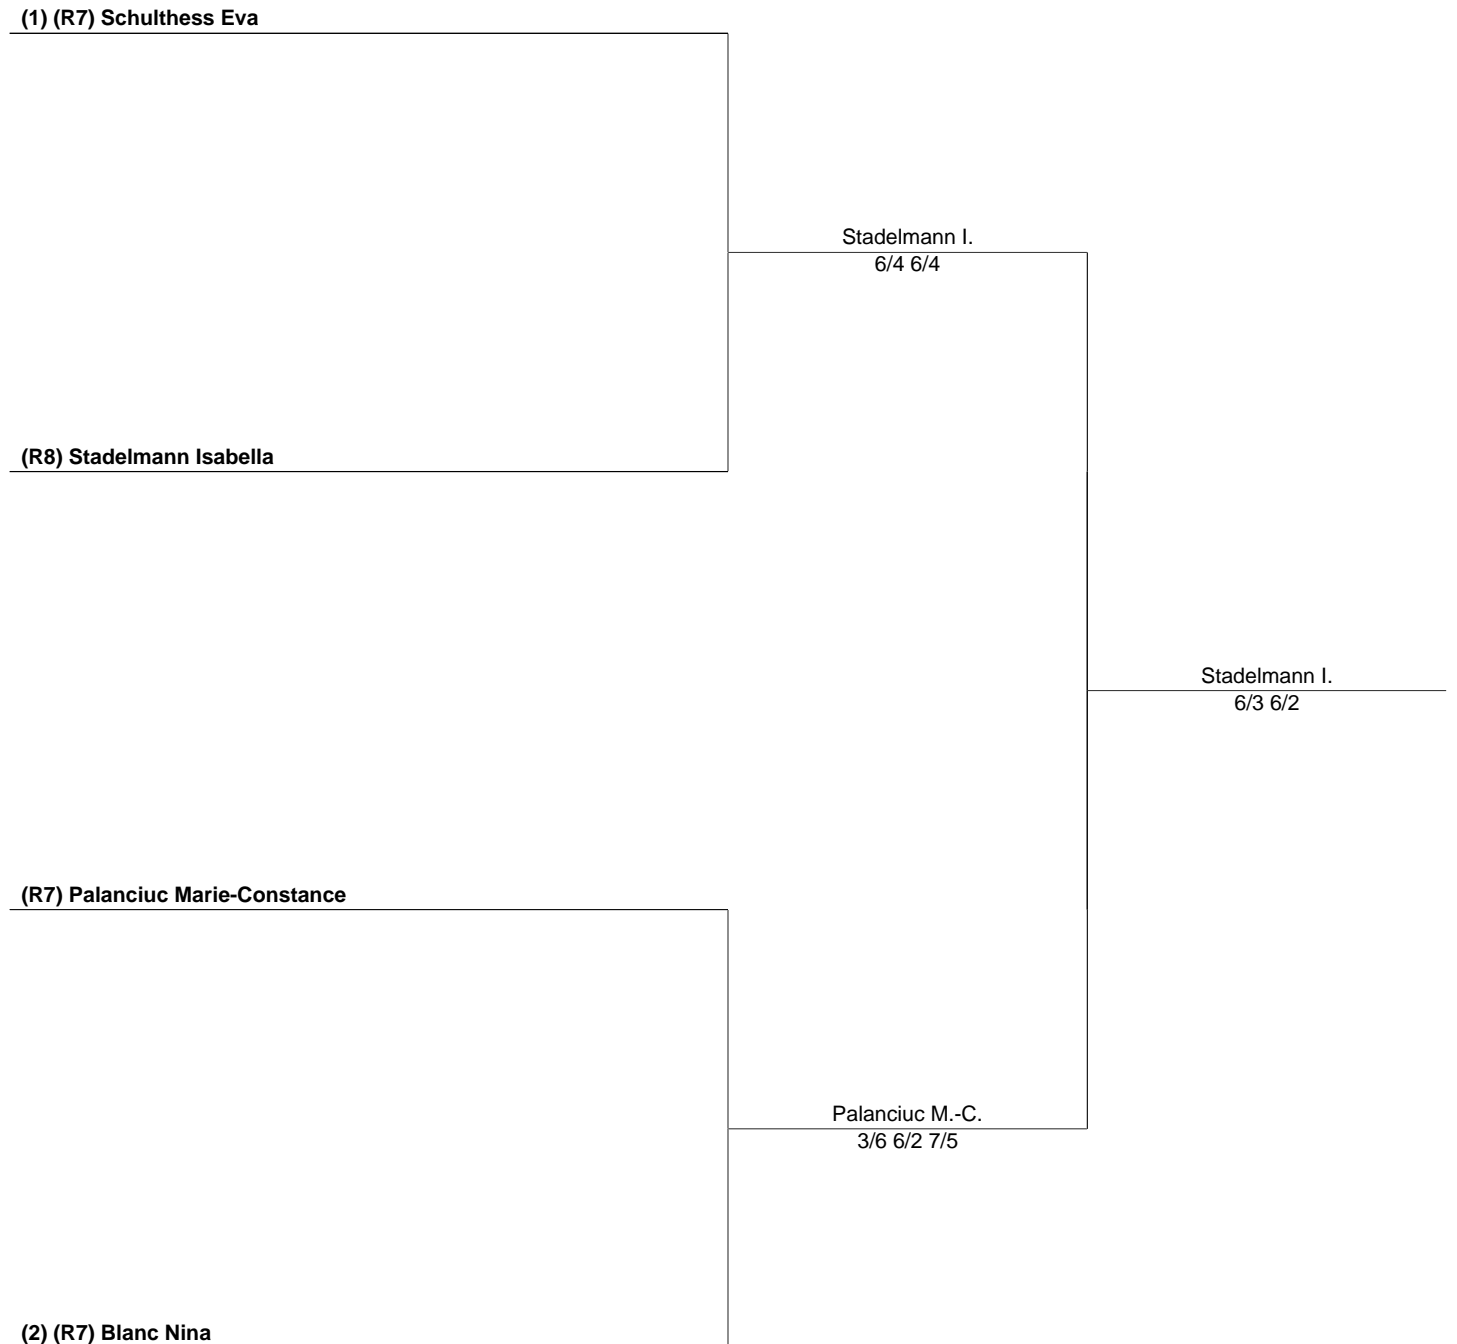 (1) (R7) Schulthess Eva
Stadelmann I.
6/4 6/4
(R8) Stadelmann Isabella
Stadelmann I.
6/3 6/2
(R7) Palanciuc Marie-Constance
Palanciuc M.-C.
3/6 6/2 7/5
(2) (R7) Blanc Nina